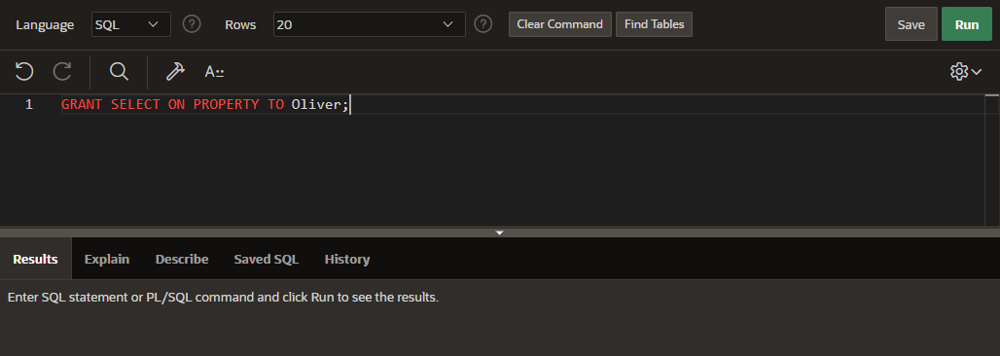 Language SQL ? Rows 20 ? Clear Command Find Tables Save Run
A
1 GRANT SELECT ON PROPERTY TO Oliver;
Results Explain Describe Saved SQL History
Enter SQL statement or PL/SQL command and click Run to see the results.